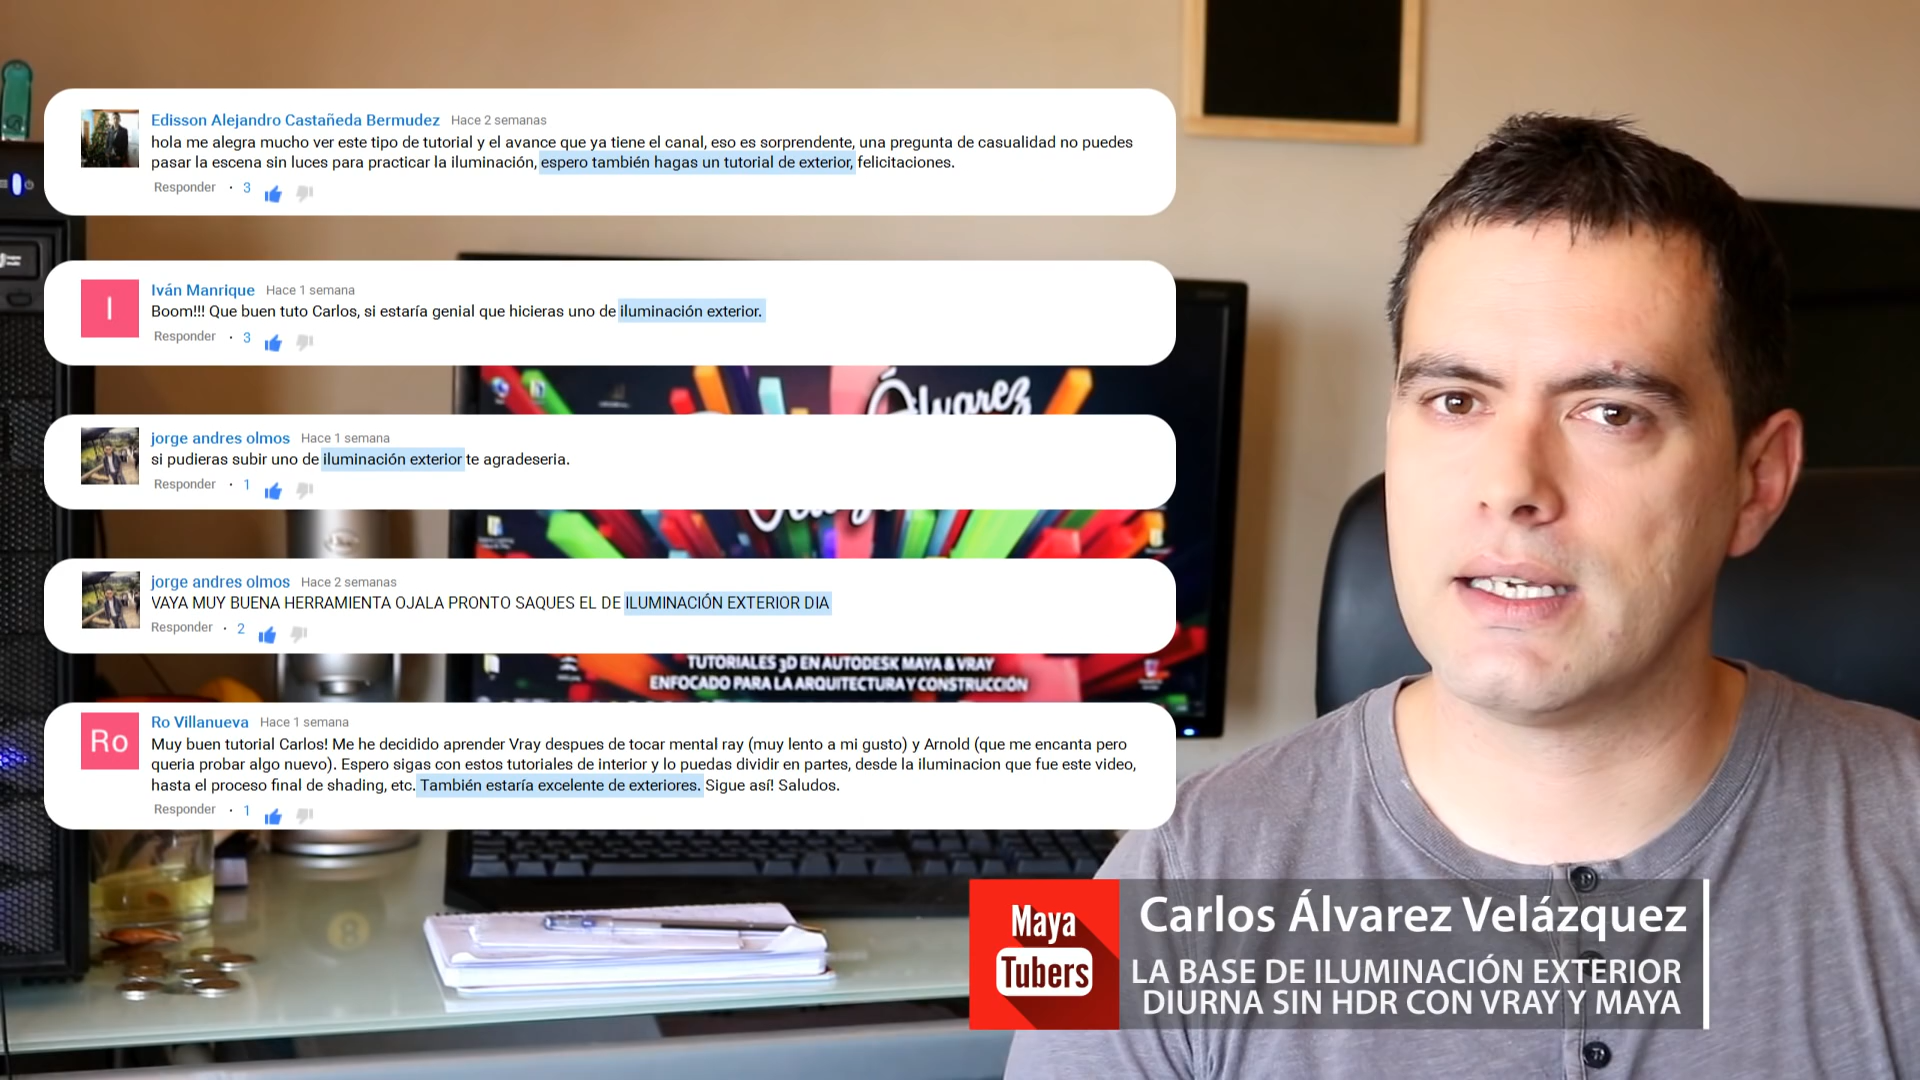 Edisson Alejandro Castañeda Bermudez Hace 2 semanas
hola me alegra mucho ver este tipo de tutorial y el avance que ya tiene el canal, eso es sorprendente, una pregunta de casualidad no puedes
pasar la escena sin luces para practicar la iluminación, espero también hagas un tutorial de exterior, felicitaciones.
Responder · 3
I
Iván Manrique Hace 1 semana
Boom!!! Que buen tuto Carlos, si estaría genial que hicieras uno de iluminación exterior.
Responder · 3
Álvarez
jorge andres olmos Hace 1 semana
si pudieras subir uno de iluminación exterior te agradeseria.
Responder · 1
jorge andres olmos Hace 2 semanas
VAYA MUY BUENA HERRAMIENTA OJALA PRONTO SAQUES EL DE ILUMINACIÓN EXTERIOR DIA
Responder · 2
TUTORIALES 3D EN AUTODESK MAYA & VRAY
ENFOCADO PARA LA ARQUITECTURA Y CONSTRUCCIÓN
Ro
Ro Villanueva Hace 1 semana
Muy buen tutorial Carlos! Me he decidido aprender Vray despues de tocar mental ray (muy lento a mi gusto) y Arnold (que me encanta pero
queria probar algo nuevo). Espero sigas con estos tutoriales de interior y lo puedas dividir en partes, desde la iluminacion que fue este video,
hasta el proceso final de shading, etc. También estaría excelente de exteriores. Sigue así! Saludos.
Responder · 1
8
Maya
Tubers
Carlos Álvarez Velázquez
LA BASE DE ILUMINACIÓN EXTERIOR
DIURNA SIN HDR CON VRAY Y MAYA